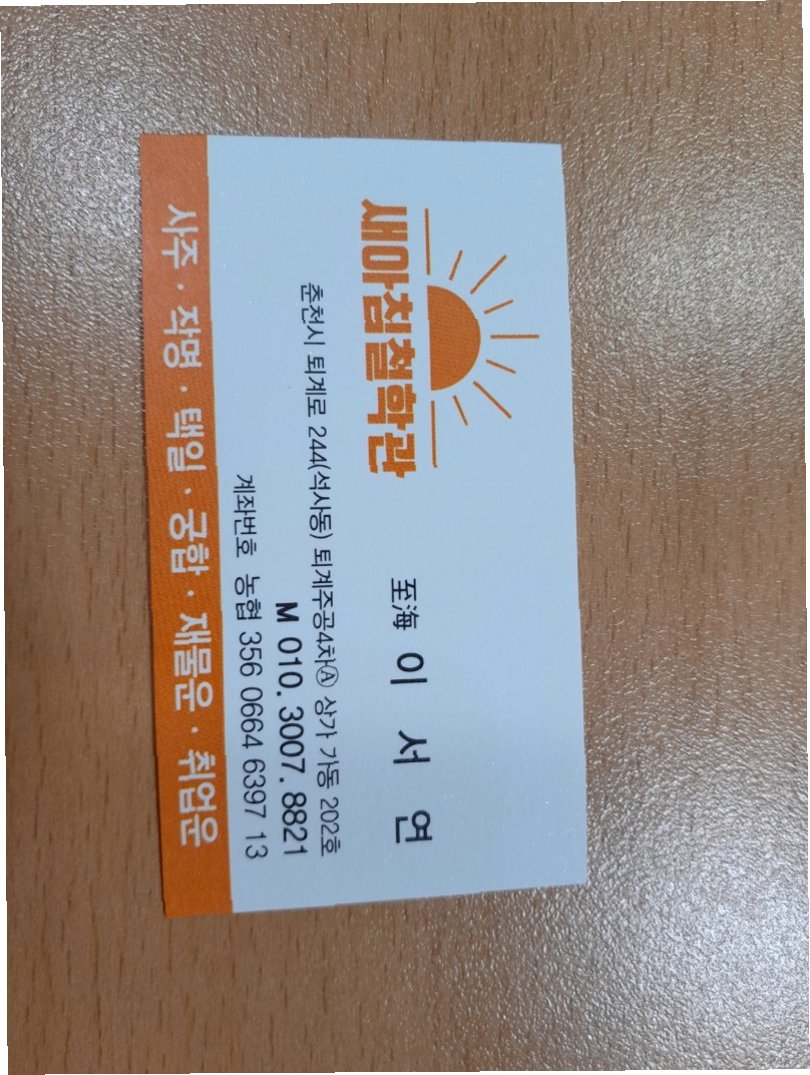 새아침철학관
至海 이 서 연
춘천시 퇴계로 244(석사동) 퇴계주공4차Ⓐ 상가 가동 202호
M 010.3007.8821
계좌번호 농협 356 0664 6397 13
사주 · 작명 · 택일 · 궁합 · 재물운 · 취업운